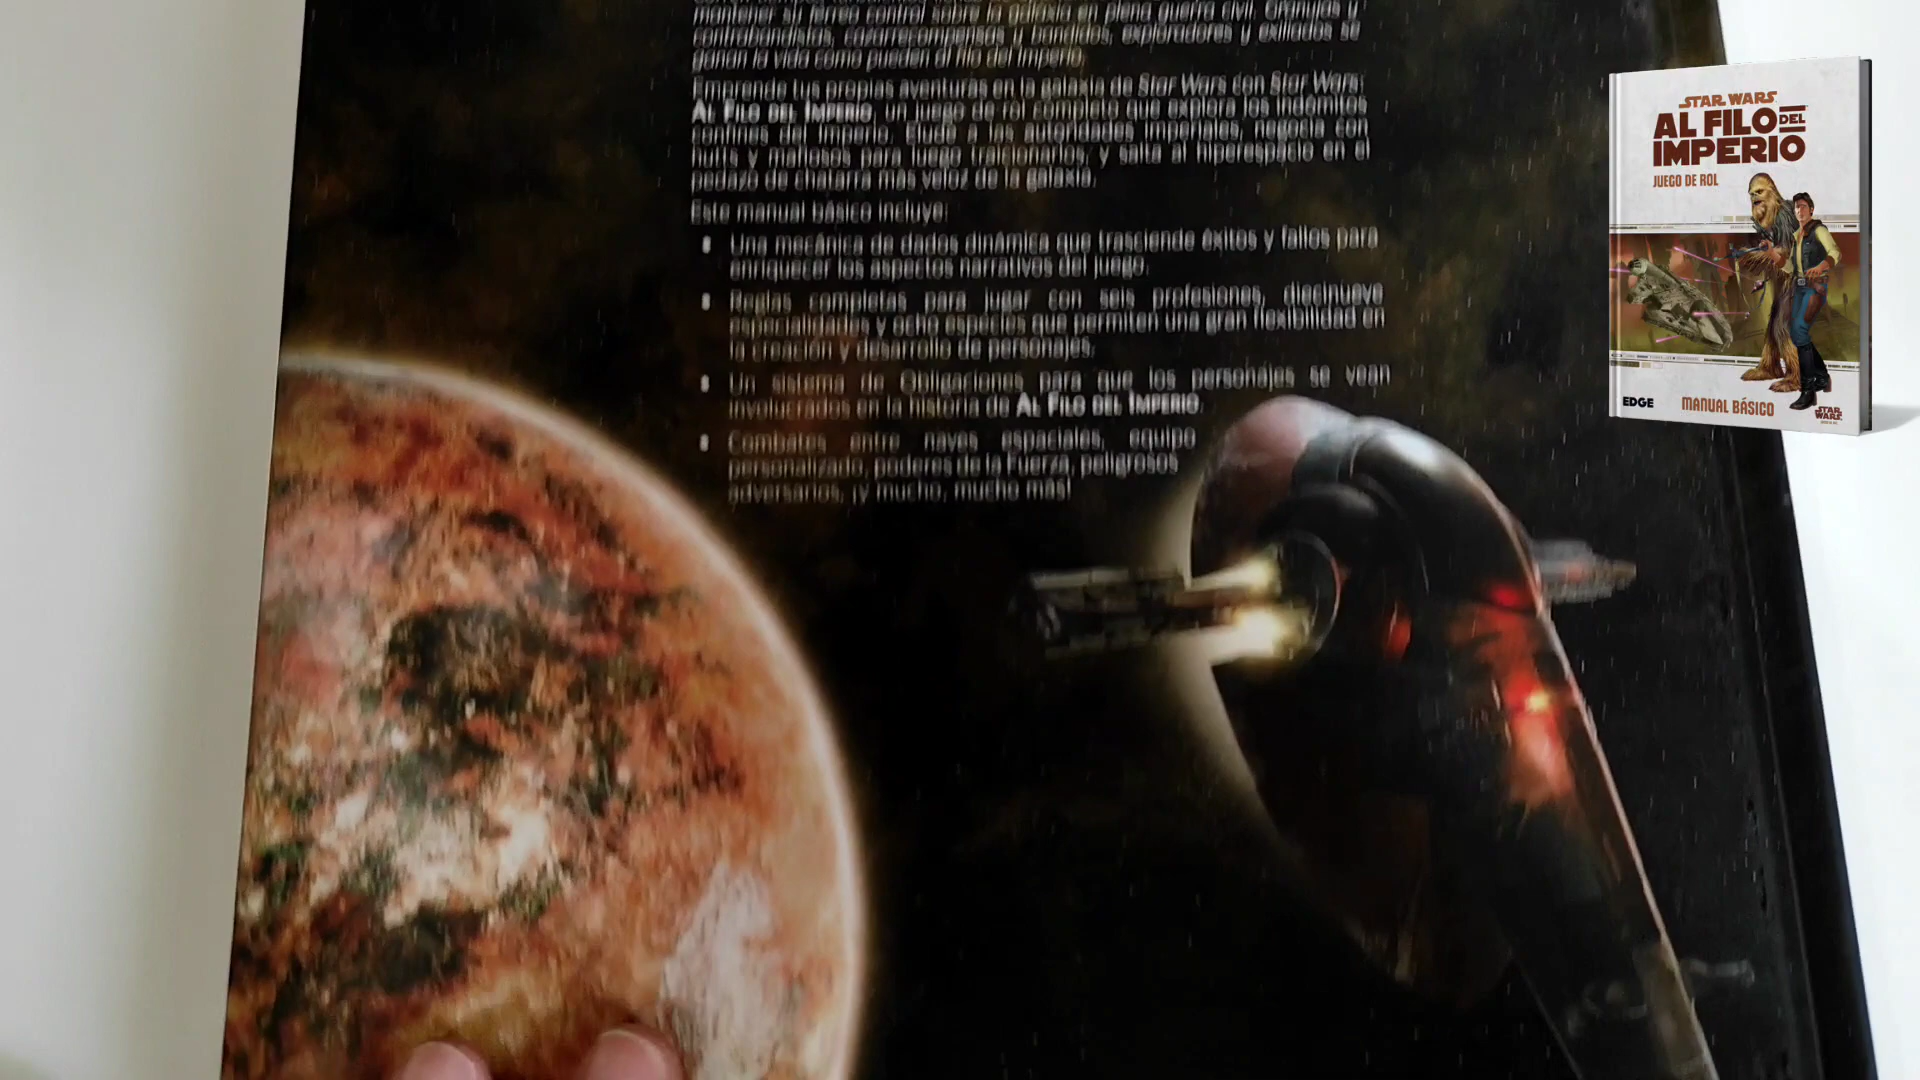 mantener su férreo control sobre la galaxia en plena guerra civil. Granujas y
contrabandistas, cazarrecompensas y bandidos, exploradores y exiliados se
ganan la vida como pueden al filo del Imperio.
Emprende tus propias aventuras en la galaxia de Star Wars con Star Wars:
AL FILO DEL IMPERIO, un juego de rol completo que explora los indómitos
confines del Imperio. Elude a las autoridades imperiales, negocia con
hutts y mafiosos para luego traicionarlos, y salta al hiperespacio en el
pedazo de chatarra más veloz de la galaxia.
Este manual básico incluye:
Una mecánica de dados dinámica que trasciende éxitos y fallos para
enriquecer los aspectos narrativos del juego.
Reglas completas para jugar con seis profesiones, diecinueve
especializaciones y ocho especies que permiten una gran flexibilidad en
la creación y desarrollo de personajes.
Un sistema de Obligaciones para que los personajes se vean
involucrados en la historia de AL FILO DEL IMPERIO.
Combates entre naves espaciales, equipo
personalizado, poderes de la Fuerza, peligrosos
adversarios, ¡y mucho, mucho más!
STAR WARS
AL FILO DEL
IMPERIO
JUEGO DE ROL
EDGE
MANUAL BÁSICO
STAR WARS